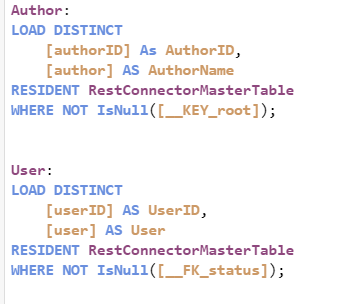 Author:
LOAD DISTINCT
[authorID] As AuthorID,
[author] AS AuthorName
RESIDENT RestConnectorMasterTable
WHERE NOT IsNull([__KEY_root]);
User:
LOAD DISTINCT
[userID] AS UserID,
[user] AS User
RESIDENT RestConnectorMasterTable
WHERE NOT IsNull([__FK_status]);